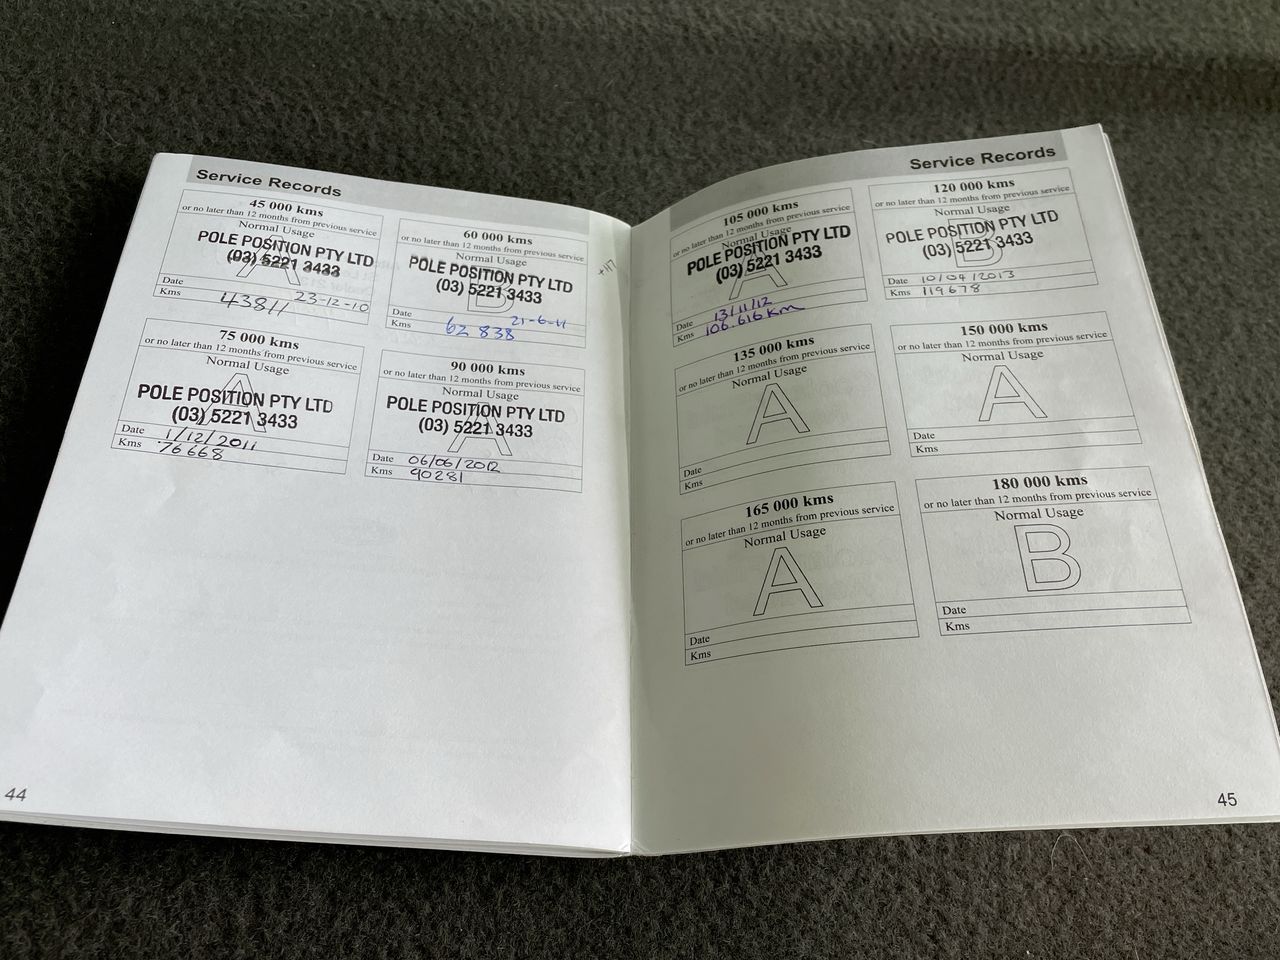 Service Records
45 000 kms
or no later than 12 months from previous service
Normal Usage
A
POLE POSITION PTY LTD
(03) 5221 3433
Date 23-12-10
Kms 43811
60 000 kms
or no later than 12 months from previous service
Normal Usage
B
POLE POSITION PTY LTD
(03) 5221 3433
Date 21-6-11
Kms 62 838
75 000 kms
or no later than 12 months from previous service
Normal Usage
A
POLE POSITION PTY LTD
(03) 5221 3433
Date 1/12/2011
Kms 76668
90 000 kms
or no later than 12 months from previous service
Normal Usage
A
POLE POSITION PTY LTD
(03) 5221 3433
Date 06/06/2012
Kms 90281
44
Service Records
105 000 kms
or no later than 12 months from previous service
Normal Usage
A
POLE POSITION PTY LTD
(03) 5221 3433
Date 13/11/12
Kms 106.616 km
120 000 kms
or no later than 12 months from previous service
Normal Usage
B
POLE POSITION PTY LTD
(03) 5221 3433
Date 10/04/2013
Kms 119678
135 000 kms
or no later than 12 months from previous service
Normal Usage
A
Date
Kms
150 000 kms
or no later than 12 months from previous service
Normal Usage
A
Date
Kms
165 000 kms
or no later than 12 months from previous service
Normal Usage
A
Date
Kms
180 000 kms
or no later than 12 months from previous service
Normal Usage
B
Date
Kms
45